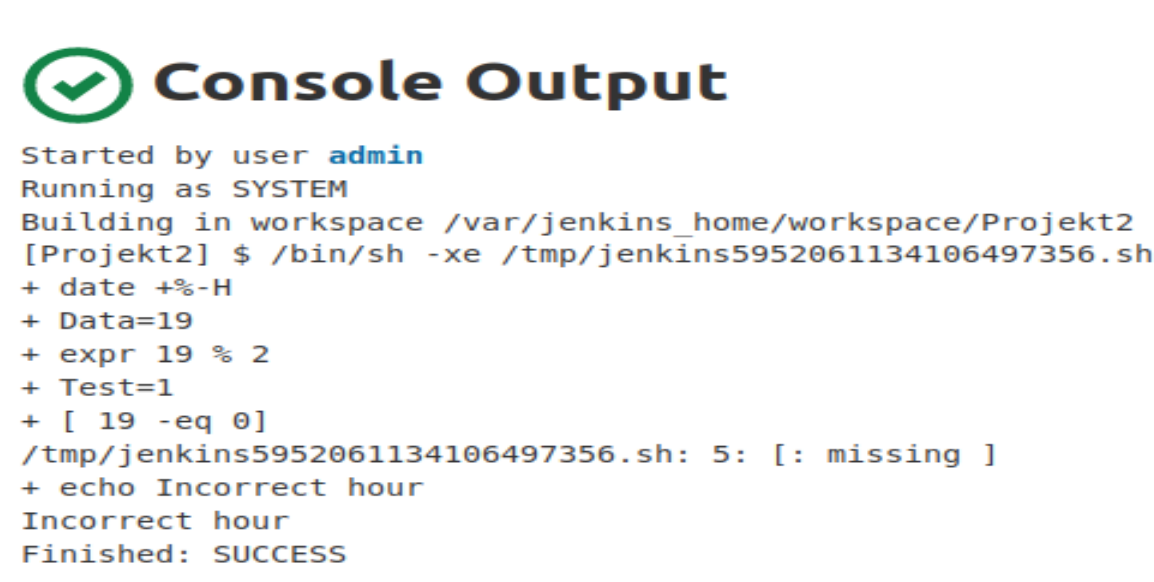 Console Output
Started by user admin
Running as SYSTEM
Building in workspace /var/jenkins_home/workspace/Projekt2
[Projekt2] $ /bin/sh -xe /tmp/jenkins5952061134106497356.sh
+ date +%-H
+ Data=19
+ expr 19 % 2
+ Test=1
+ [ 19 -eq 0]
/tmp/jenkins5952061134106497356.sh: 5: [: missing ]
+ echo Incorrect hour
Incorrect hour
Finished: SUCCESS